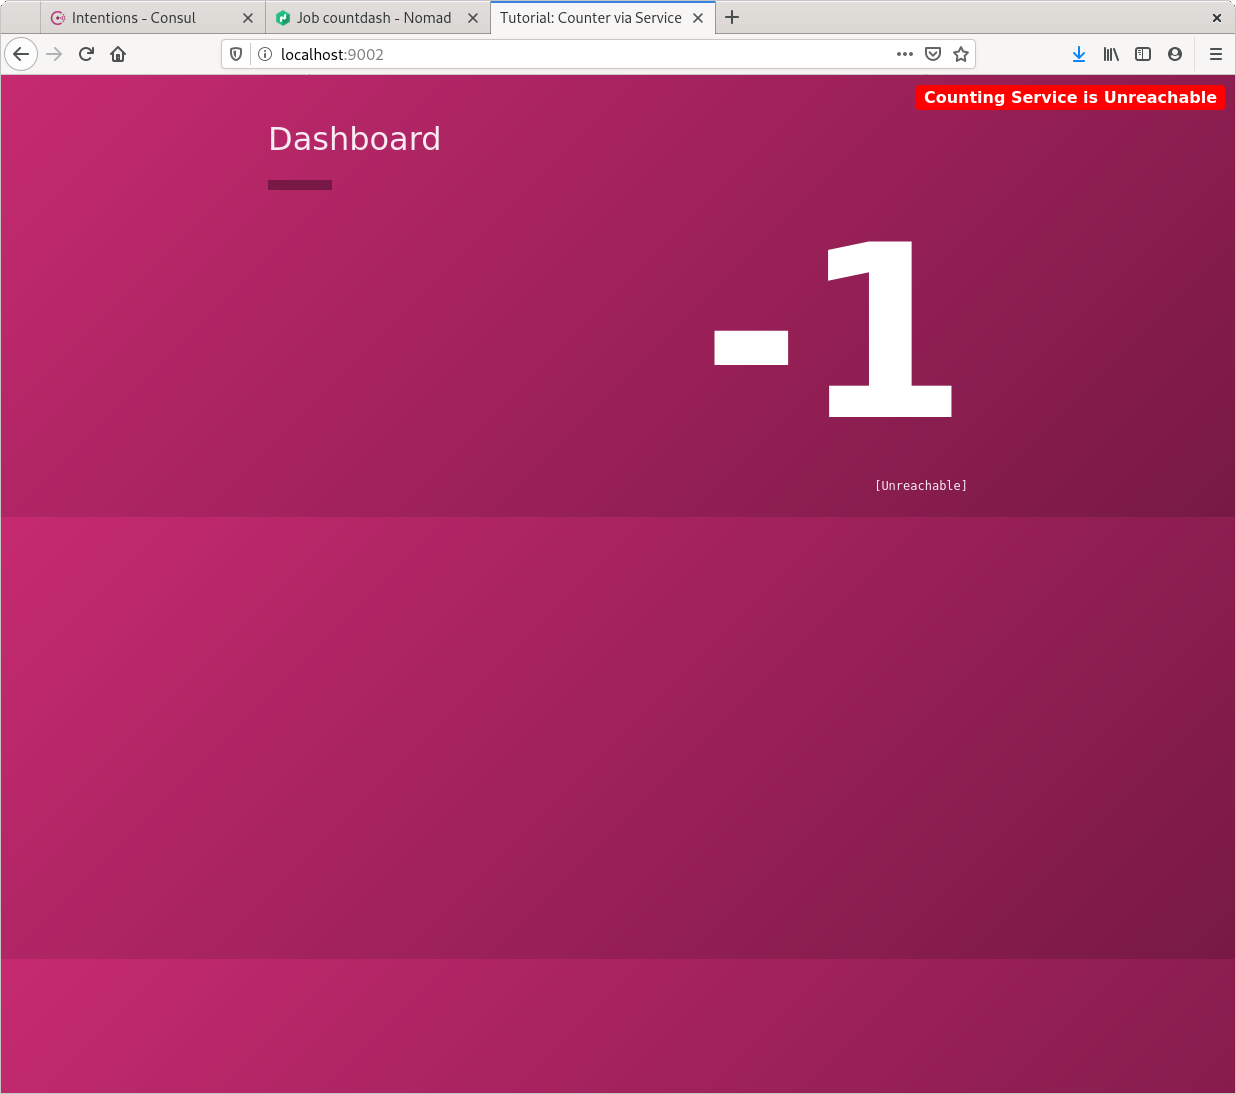 Intentions - Consul
Job countdash - Nomad
Tutorial: Counter via Service
localhost:9002
Counting Service is Unreachable
Dashboard
-1
[Unreachable]